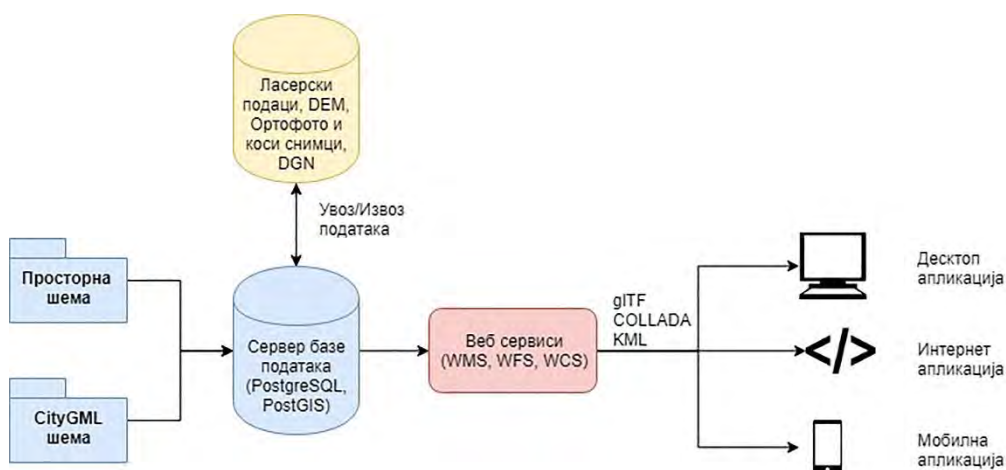 Ласерски
подаци, DEM,
Ортофото и
коси снимци,
DGN
Увоз/Извоз
података
Просторна
шема
CityGML
шема
Сервер базе
података
(PostgreSQL,
PostGIS)
Веб сервиси
(WMS, WFS, WCS)
glTF
COLLADA
KML
Десктоп
апликација
</>
Интернет
апликација
Мобилна
апликација